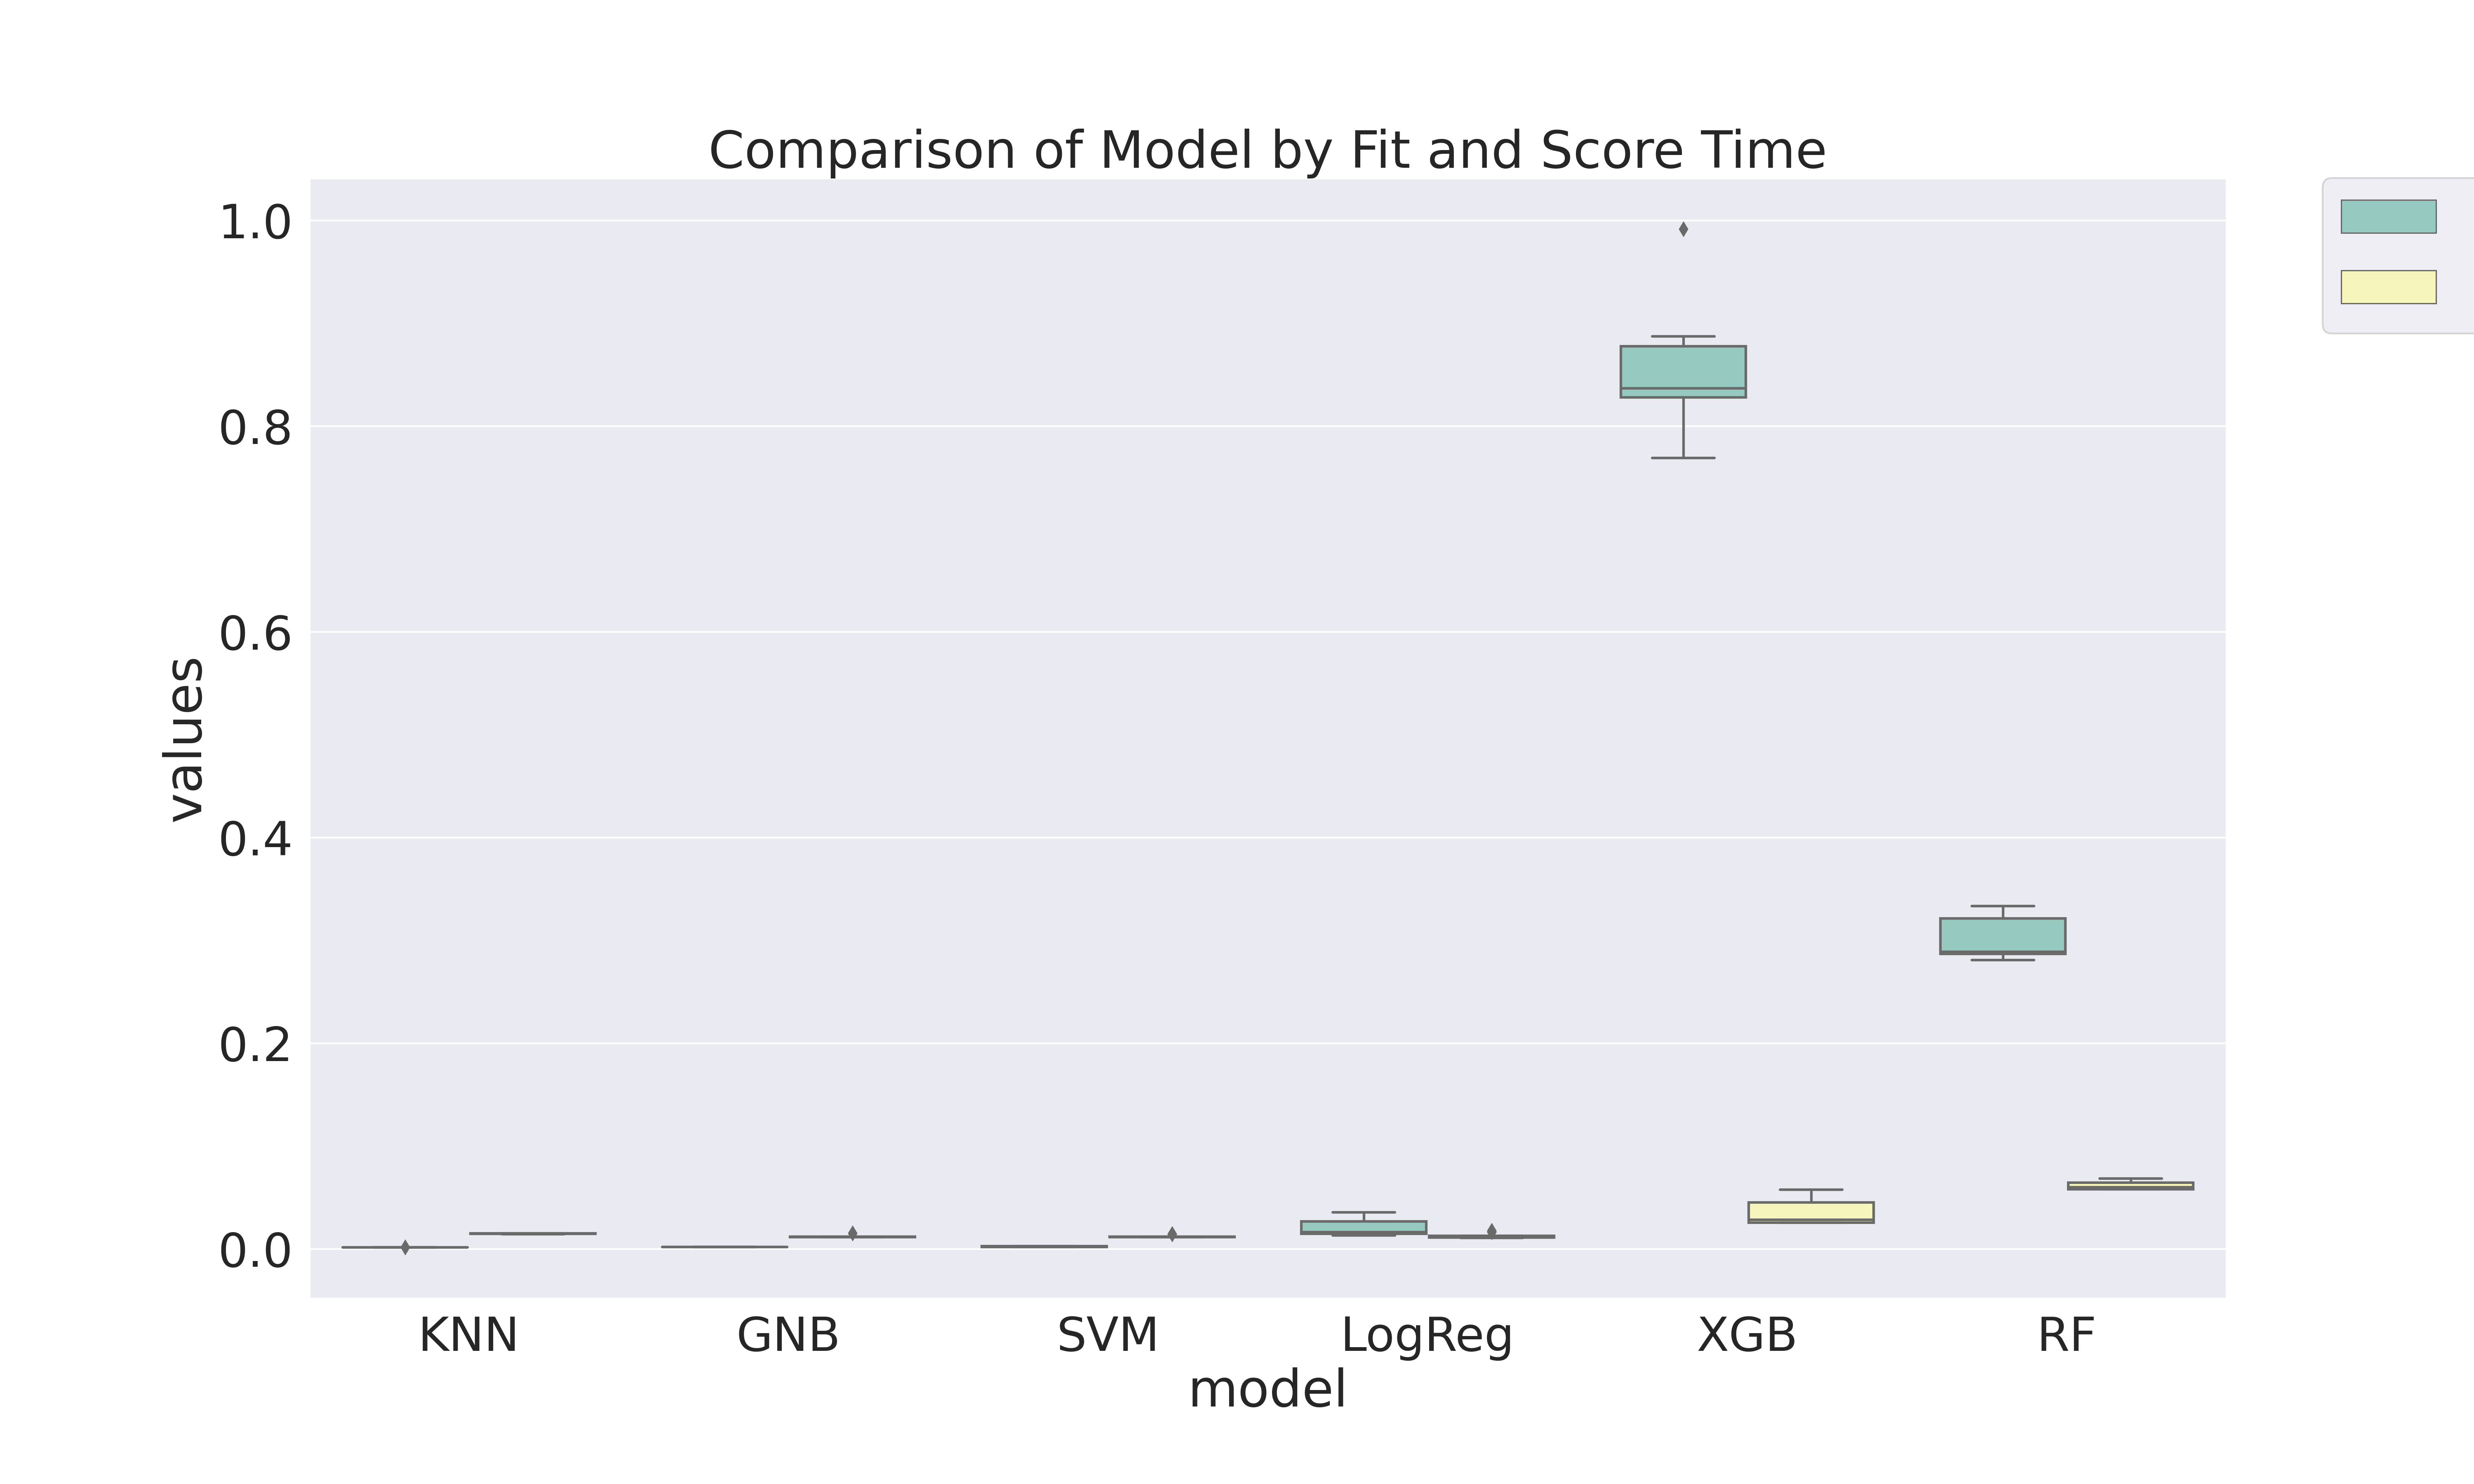 Comparison of Model by Fit and Score Time
1.0
0.8
0.6
0.4
0.2
0.0
values
KNN GNB SVM LogReg XGB RF
model